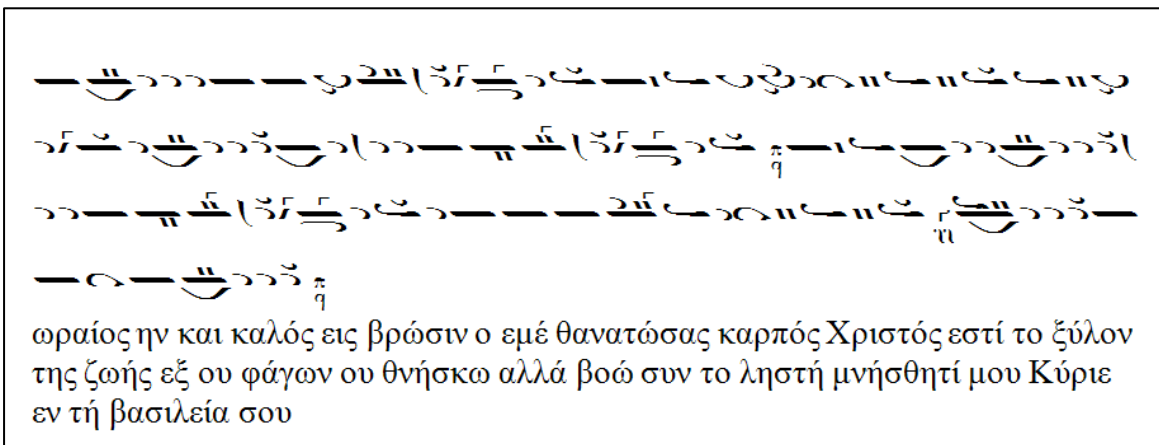 ωραίος ην και καλός εις βρώσιν ο εμέ θανατώσας καρπός Χριστός εστί το ξύλον
της ζωής εξ ου φάγων ου θνήσκω αλλά βοώ συν το ληστή μνήσθητί μου Κύριε
εν τή βασιλεία σου